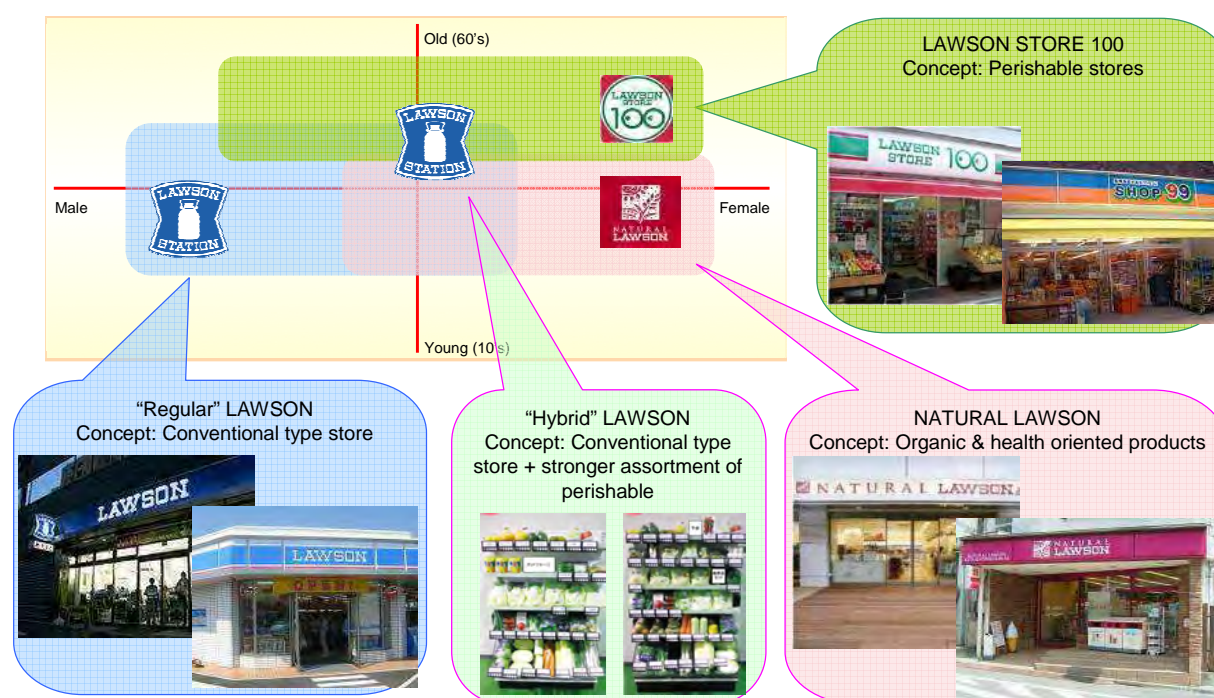 Old (60's)
LAWSON
STATION
LAWSON
STORE
100
Male
LAWSON
STATION
NATURAL
LAWSON
Female
Young (10's)
LAWSON STORE 100
Concept: Perishable stores
LAWSON
STORE 100
SHOP 99
“Regular” LAWSON
Concept: Conventional type store
LAWSON
LAWSON
OPEN!
“Hybrid” LAWSON
Concept: Conventional type
store + stronger assortment of
perishable
NATURAL LAWSON
Concept: Organic & health oriented products
NATURAL LAWSON
NATURAL
LAWSON